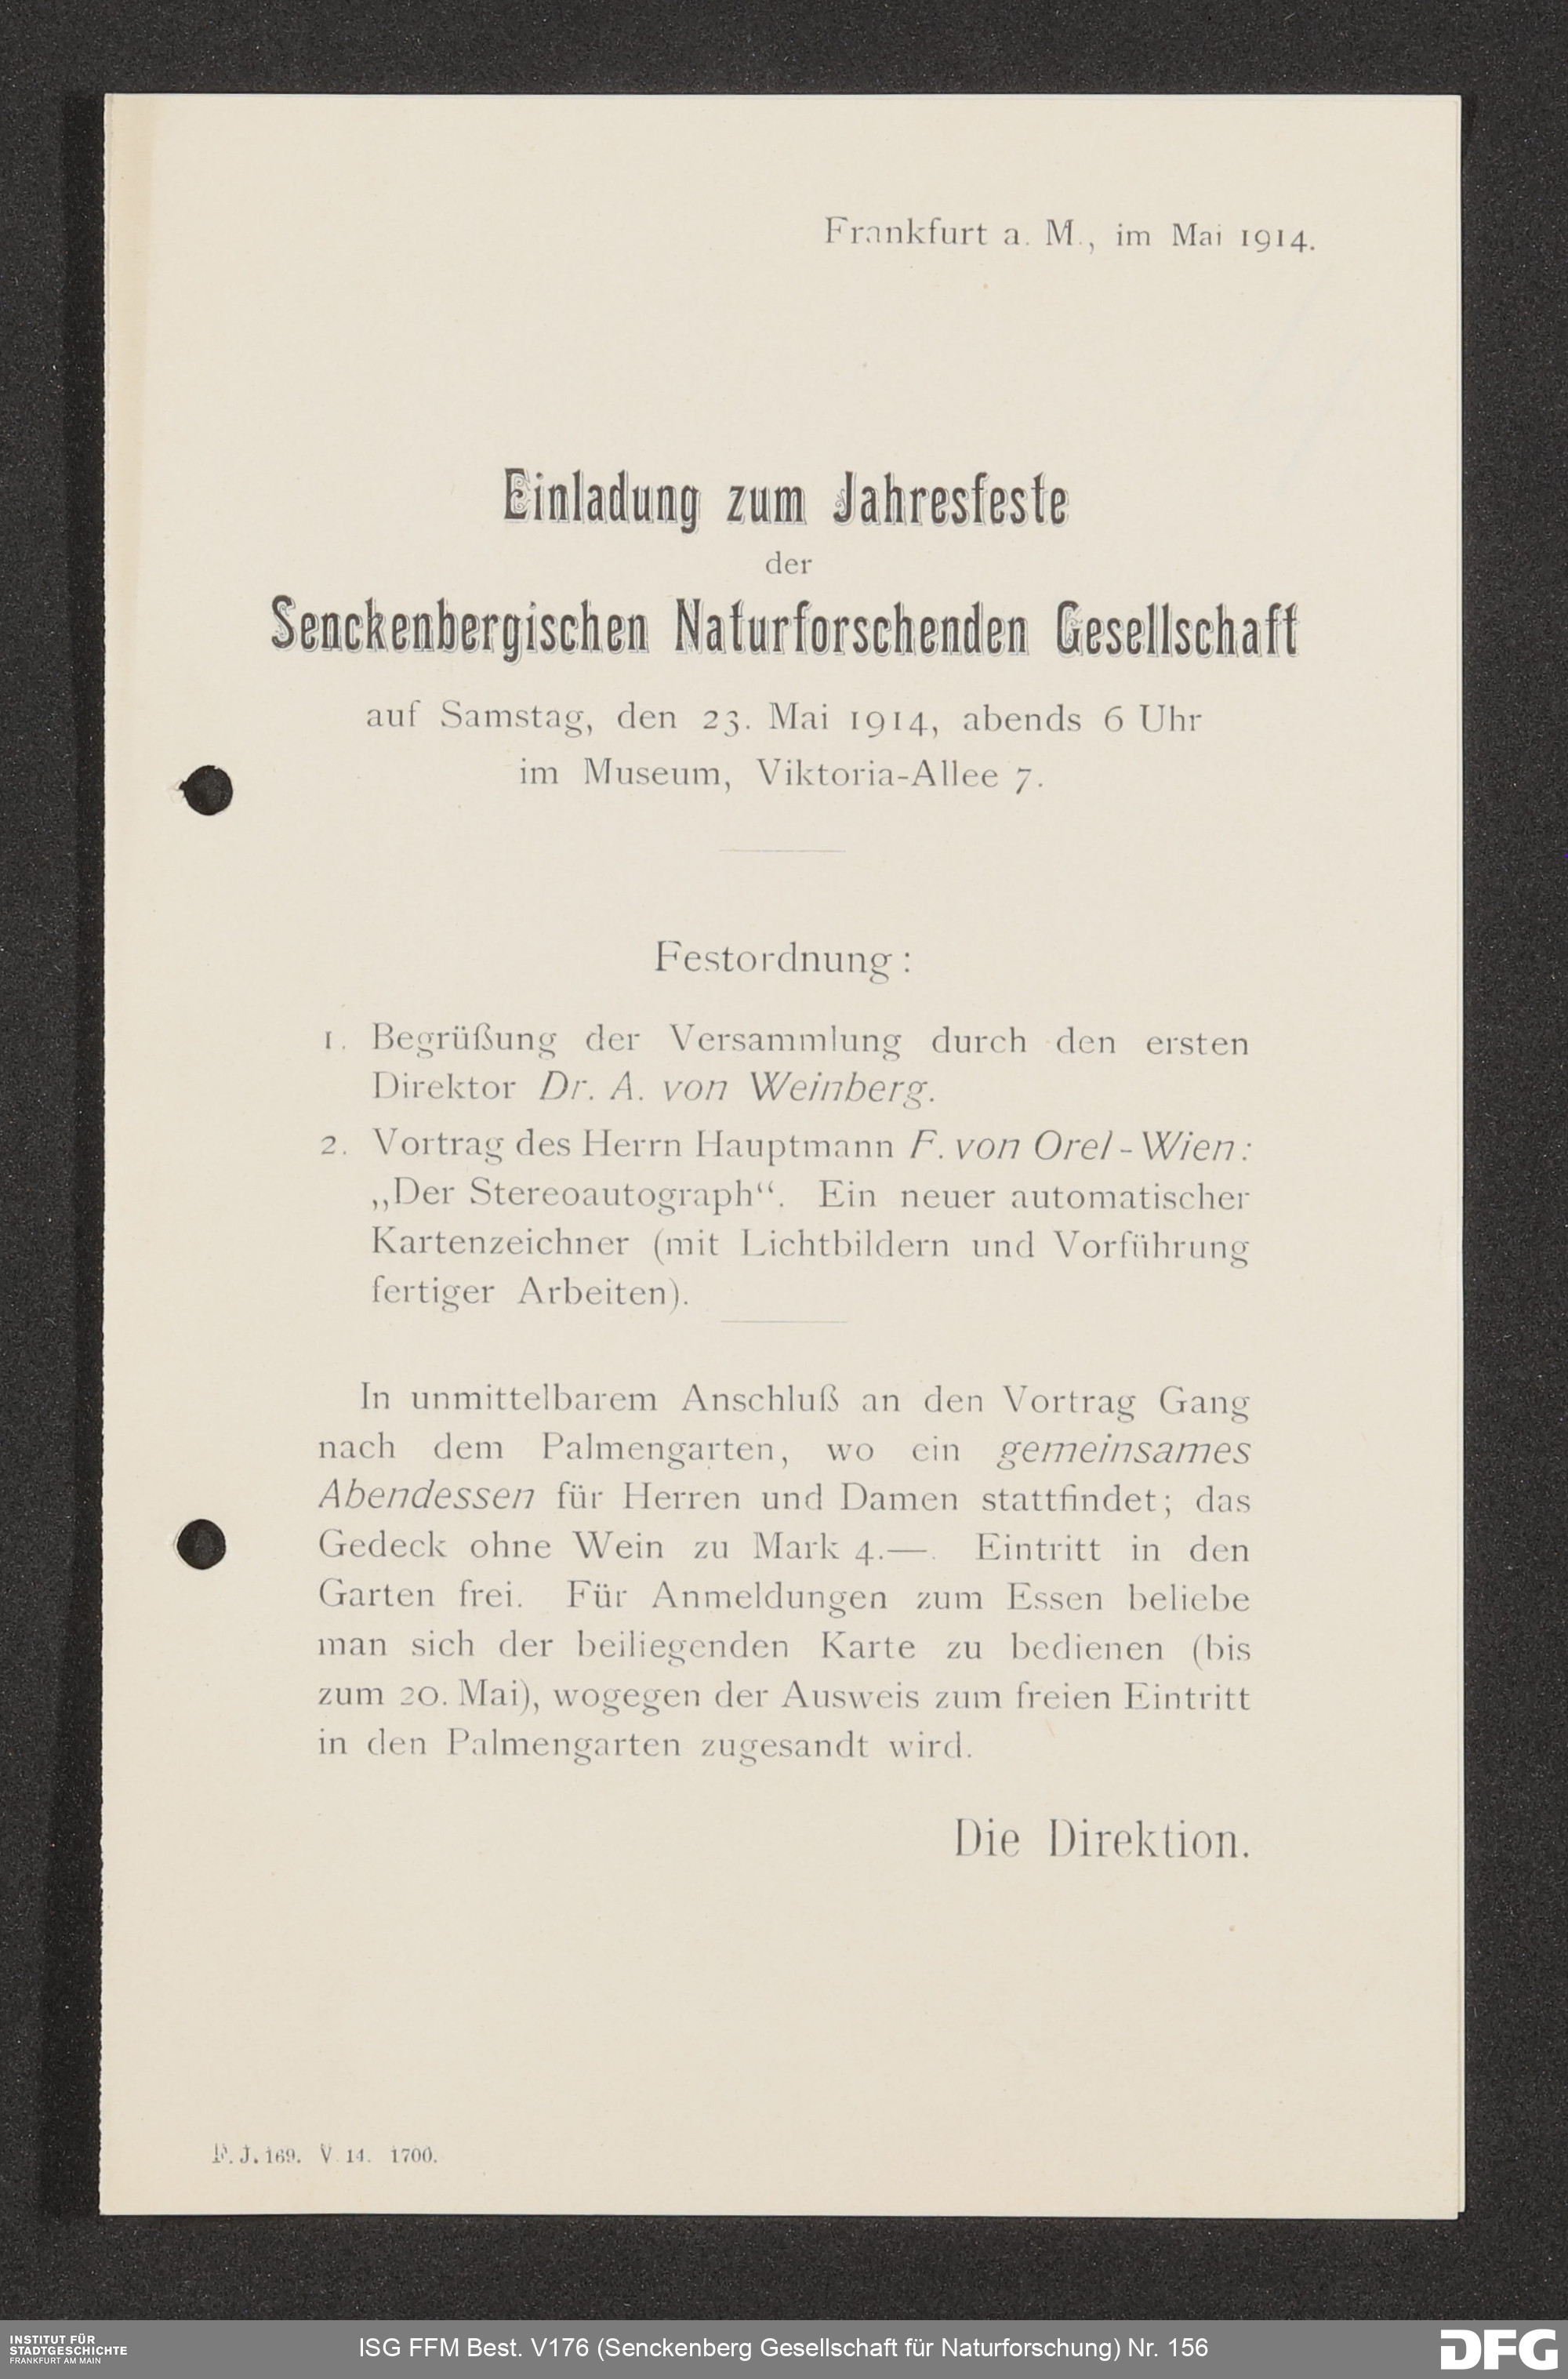 Frankfurt a. M., im Mai 1914.
Einladung zum Jahresfeste
der
Senckenbergischen Naturforschenden Gesellschaft
auf Samstag, den 23. Mai 1914, abends 6 Uhr
im Museum, Viktoria-Allee 7.
Festordnung:
1. Begrüßung der Versammlung durch den ersten
Direktor Dr. A. von Weinberg.
2. Vortrag des Herrn Hauptmann F. von Orel-Wien:
„Der Stereoautograph“. Ein neuer automatischer
Kartenzeichner (mit Lichtbildern und Vorführung
fertiger Arbeiten).
In unmittelbarem Anschluß an den Vortrag Gang
nach dem Palmengarten, wo ein gemeinsames
Abendessen für Herren und Damen stattfindet; das
Gedeck ohne Wein zu Mark 4.—. Eintritt in den
Garten frei. Für Anmeldungen zum Essen beliebe
man sich der beiliegenden Karte zu bedienen (bis
zum 20. Mai), wogegen der Ausweis zum freien Eintritt
in den Palmengarten zugesandt wird.
Die Direktion.
F. J. 169. V. 14. 1700.
INSTITUT FÜR
STADTGESCHICHTE
FRANKFURT AM MAIN
ISG FFM Best. V176 (Senckenberg Gesellschaft für Naturforschung) Nr. 156
DFG